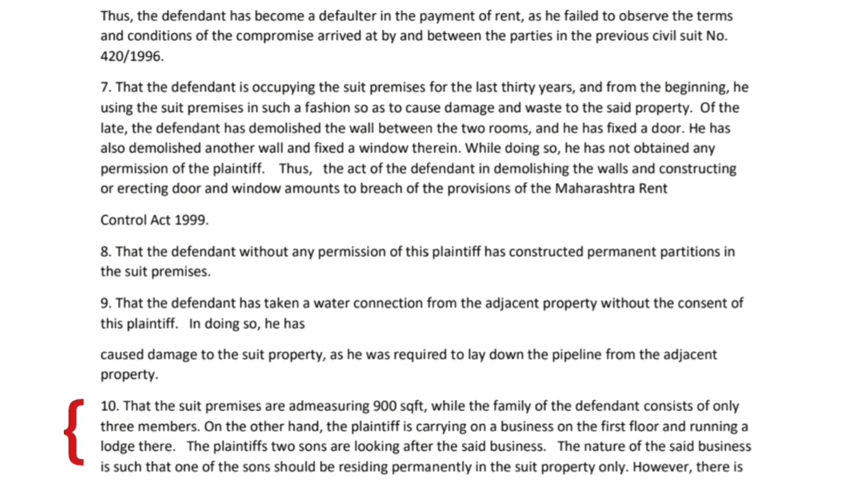 Thus, the defendant has become a defaulter in the payment of rent, as he failed to observe the terms
and conditions of the compromise arrived at by and between the parties in the previous civil suit No.
420/1996.
7. That the defendant is occupying the suit premises for the last thirty years, and from the beginning, he
using the suit premises in such a fashion so as to cause damage and waste to the said property. Of the
late, the defendant has demolished the wall between the two rooms, and he has fixed a door. He has
also demolished another wall and fixed a window therein. While doing so, he has not obtained any
permission of the plaintiff. Thus, the act of the defendant in demolishing the walls and constructing
or erecting door and window amounts to breach of the provisions of the Maharashtra Rent
Control Act 1999.
8. That the defendant without any permission of this plaintiff has constructed permanent partitions in
the suit premises.
9. That the defendant has taken a water connection from the adjacent property without the consent of
this plaintiff. In doing so, he has
caused damage to the suit property, as he was required to lay down the pipeline from the adjacent
property.
10. That the suit premises are admeasuring 900 sqft, while the family of the defendant consists of only
three members. On the other hand, the plaintiff is carrying on a business on the first floor and running a
lodge there. The plaintiffs two sons are looking after the said business. The nature of the said business
is such that one of the sons should be residing permanently in the suit property only. However, there is